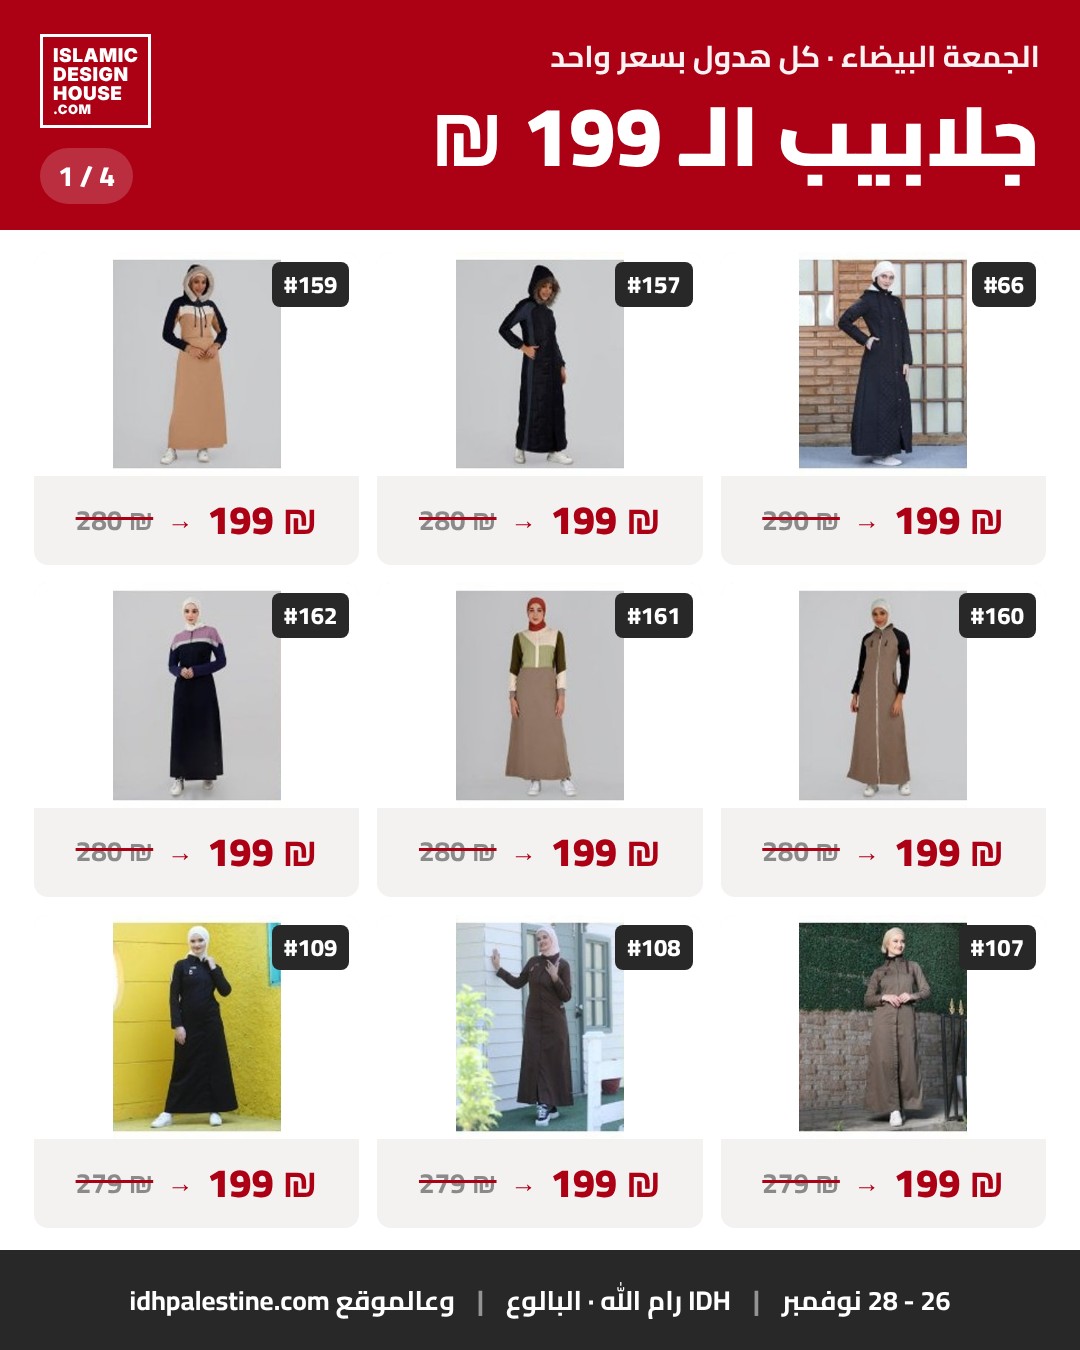 الجمعة البيضاء · كل هدول بسعر واحد
جلابيب الـ 199 ₪
ISLAMIC
DESIGN
HOUSE
.COM
1 / 4
#66
290 ₪ → 199 ₪
#157
280 ₪ → 199 ₪
#159
280 ₪ → 199 ₪
#160
280 ₪ → 199 ₪
#161
280 ₪ → 199 ₪
#162
280 ₪ → 199 ₪
#107
279 ₪ → 199 ₪
#108
279 ₪ → 199 ₪
#109
279 ₪ → 199 ₪
26 - 28 نوفمبر | IDH رام الله · البالوع | وعالموقع idhpalestine.com